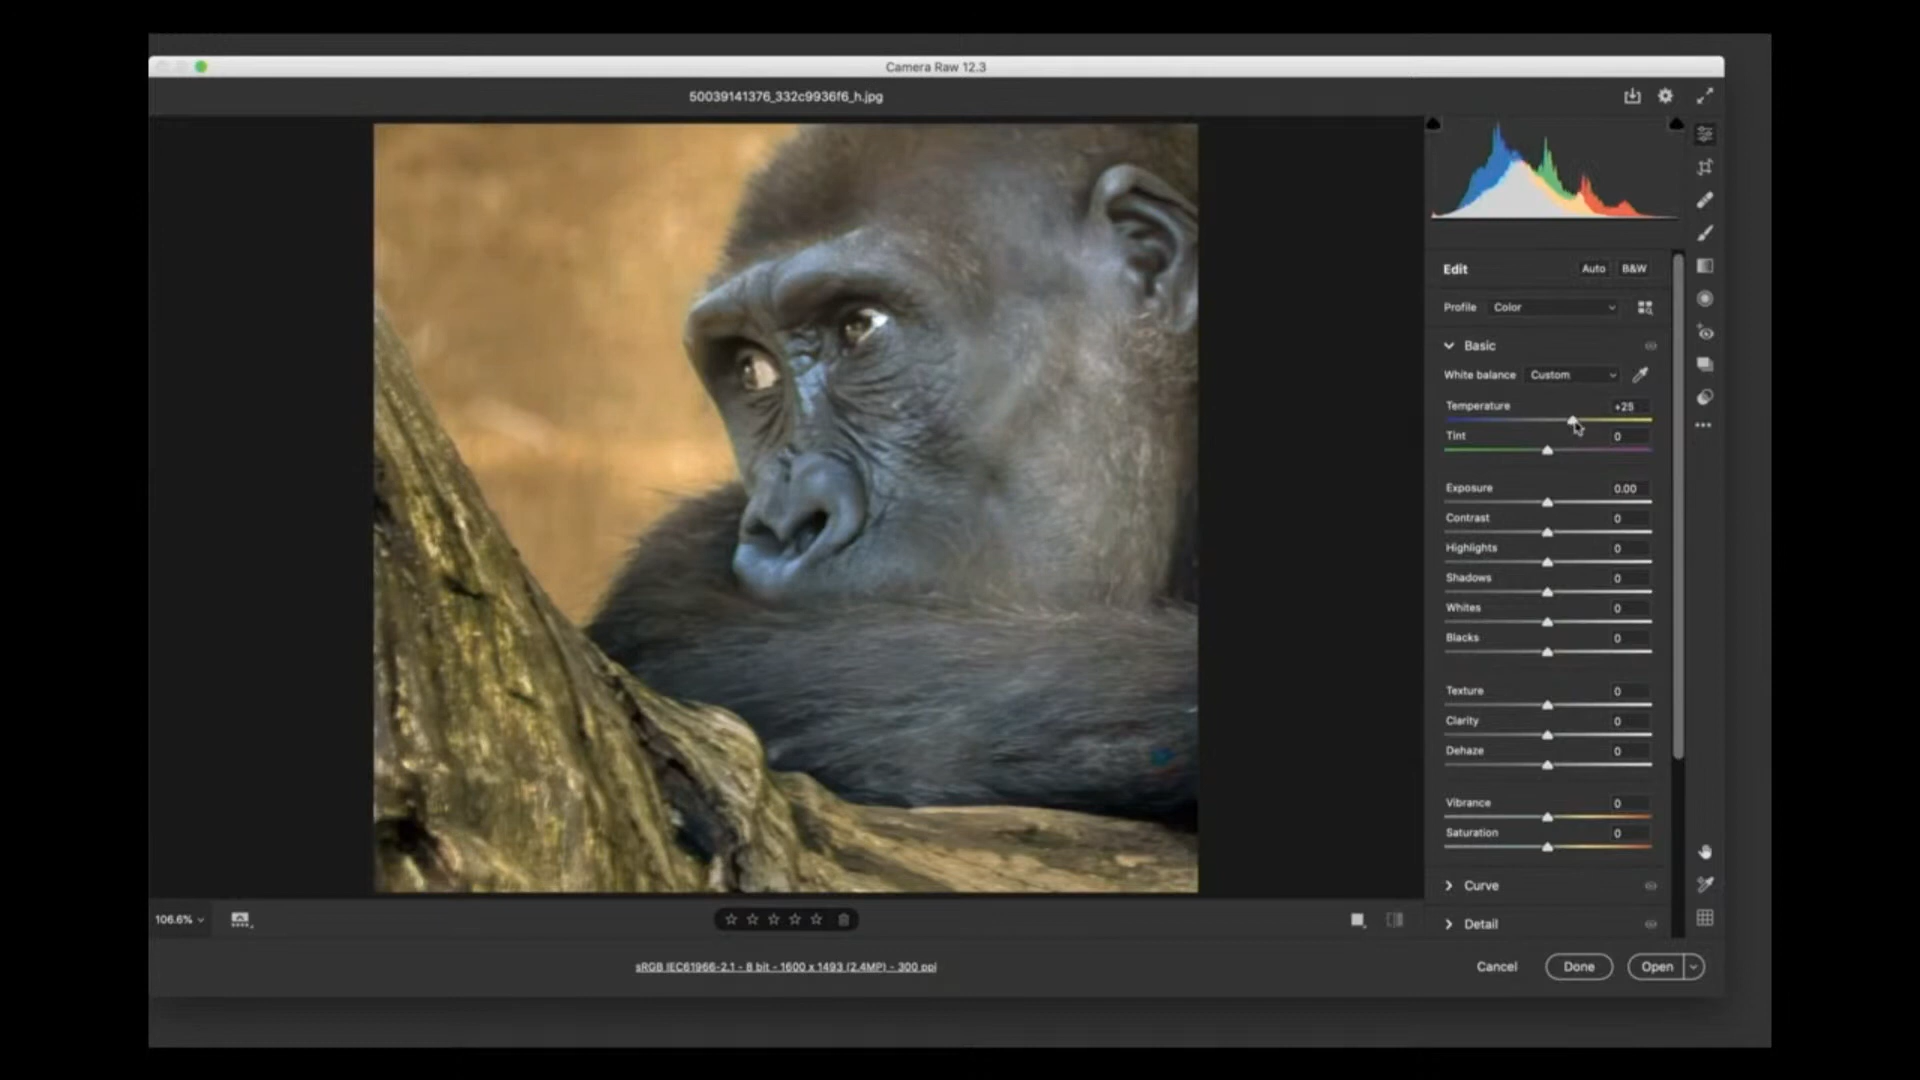 Camera Raw 12.3
50039141376_332c9936f6_h.jpg
Edit Auto B&W
Profile Color
Basic
White balance Custom
Temperature +25
Tint 0
Exposure 0.00
Contrast 0
Highlights 0
Shadows 0
Whites 0
Blacks 0
Texture 0
Clarity 0
Dehaze 0
Vibrance 0
Saturation 0
Curve
Detail
106.6%
sRGB IEC61966-2.1 - 8 bit - 1600 x 1493 (2.4MP) - 300 ppi
Cancel Done Open